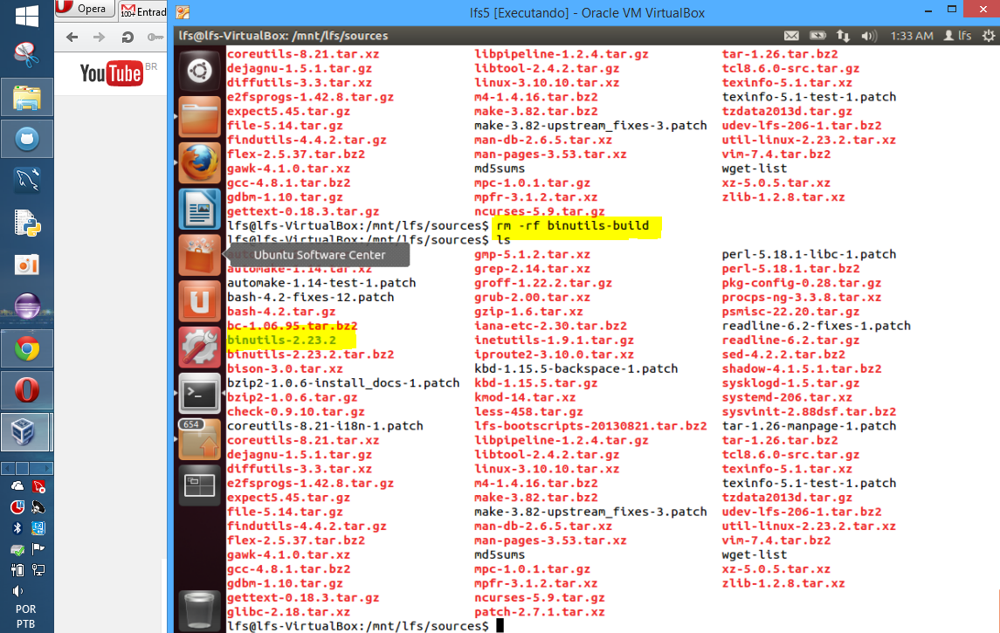 Opera
100+ Entrad
lfs5 [Executando] - Oracle VM VirtualBox
lfs@lfs-VirtualBox: /mnt/lfs/sources
1:33 AM lfs
YouTube BR
coreutils-8.21.tar.xz libpipeline-1.2.4.tar.gz tar-1.26.tar.bz2
dejagnu-1.5.1.tar.gz libtool-2.4.2.tar.gz tcl8.6.0-src.tar.gz
diffutils-3.3.tar.xz linux-3.10.10.tar.xz texinfo-5.1.tar.xz
e2fsprogs-1.42.8.tar.gz m4-1.4.16.tar.bz2 texinfo-5.1-test-1.patch
expect5.45.tar.gz make-3.82.tar.bz2 tzdata2013d.tar.gz
file-5.14.tar.gz make-3.82-upstream_fixes-3.patch udev-lfs-206-1.tar.bz2
findutils-4.4.2.tar.gz man-db-2.6.5.tar.xz util-linux-2.23.2.tar.xz
flex-2.5.37.tar.bz2 man-pages-3.53.tar.xz vim-7.4.tar.bz2
gawk-4.1.0.tar.xz md5sums wget-list
gcc-4.8.1.tar.bz2 mpc-1.0.1.tar.gz xz-5.0.5.tar.xz
gdbm-1.10.tar.gz mpfr-3.1.2.tar.xz zlib-1.2.8.tar.xz
gettext-0.18.3.tar.gz ncurses-5.9.tar.gz
lfs@lfs-VirtualBox:/mnt/lfs/sources$ rm -rf binutils-build
lfs@lfs-VirtualBox:/mnt/lfs/sources$ ls
Ubuntu Software Center
gmp-5.1.2.tar.xz perl-5.18.1-libc-1.patch
automake-1.14.tar.xz grep-2.14.tar.xz perl-5.18.1.tar.bz2
automake-1.14-test-1.patch groff-1.22.2.tar.gz pkg-config-0.28.tar.gz
bash-4.2-fixes-12.patch grub-2.00.tar.xz procps-ng-3.3.8.tar.xz
bash-4.2.tar.gz gzip-1.6.tar.xz psmisc-22.20.tar.gz
bc-1.06.95.tar.bz2 iana-etc-2.30.tar.bz2 readline-6.2-fixes-1.patch
binutils-2.23.2 inetutils-1.9.1.tar.gz readline-6.2.tar.gz
binutils-2.23.2.tar.bz2 iproute2-3.10.0.tar.xz sed-4.2.2.tar.bz2
bison-3.0.tar.xz kbd-1.15.5-backspace-1.patch shadow-4.1.5.1.tar.bz2
bzip2-1.0.6-install_docs-1.patch kbd-1.15.5.tar.gz sysklogd-1.5.tar.gz
bzip2-1.0.6.tar.gz kmod-14.tar.xz systemd-206.tar.xz
check-0.9.10.tar.gz less-458.tar.gz sysvinit-2.88dsf.tar.bz2
coreutils-8.21-i18n-1.patch lfs-bootscripts-20130821.tar.bz2 tar-1.26-manpage-1.patch
coreutils-8.21.tar.xz libpipeline-1.2.4.tar.gz tar-1.26.tar.bz2
dejagnu-1.5.1.tar.gz libtool-2.4.2.tar.gz tcl8.6.0-src.tar.gz
diffutils-3.3.tar.xz linux-3.10.10.tar.xz texinfo-5.1.tar.xz
e2fsprogs-1.42.8.tar.gz m4-1.4.16.tar.bz2 texinfo-5.1-test-1.patch
expect5.45.tar.gz make-3.82.tar.bz2 tzdata2013d.tar.gz
file-5.14.tar.gz make-3.82-upstream_fixes-3.patch udev-lfs-206-1.tar.bz2
findutils-4.4.2.tar.gz man-db-2.6.5.tar.xz util-linux-2.23.2.tar.xz
flex-2.5.37.tar.bz2 man-pages-3.53.tar.xz vim-7.4.tar.bz2
gawk-4.1.0.tar.xz md5sums wget-list
gcc-4.8.1.tar.bz2 mpc-1.0.1.tar.gz xz-5.0.5.tar.xz
gdbm-1.10.tar.gz mpfr-3.1.2.tar.xz zlib-1.2.8.tar.xz
gettext-0.18.3.tar.gz ncurses-5.9.tar.gz
glibc-2.18.tar.xz patch-2.7.1.tar.xz
lfs@lfs-VirtualBox:/mnt/lfs/sources$
654
POR
PTB